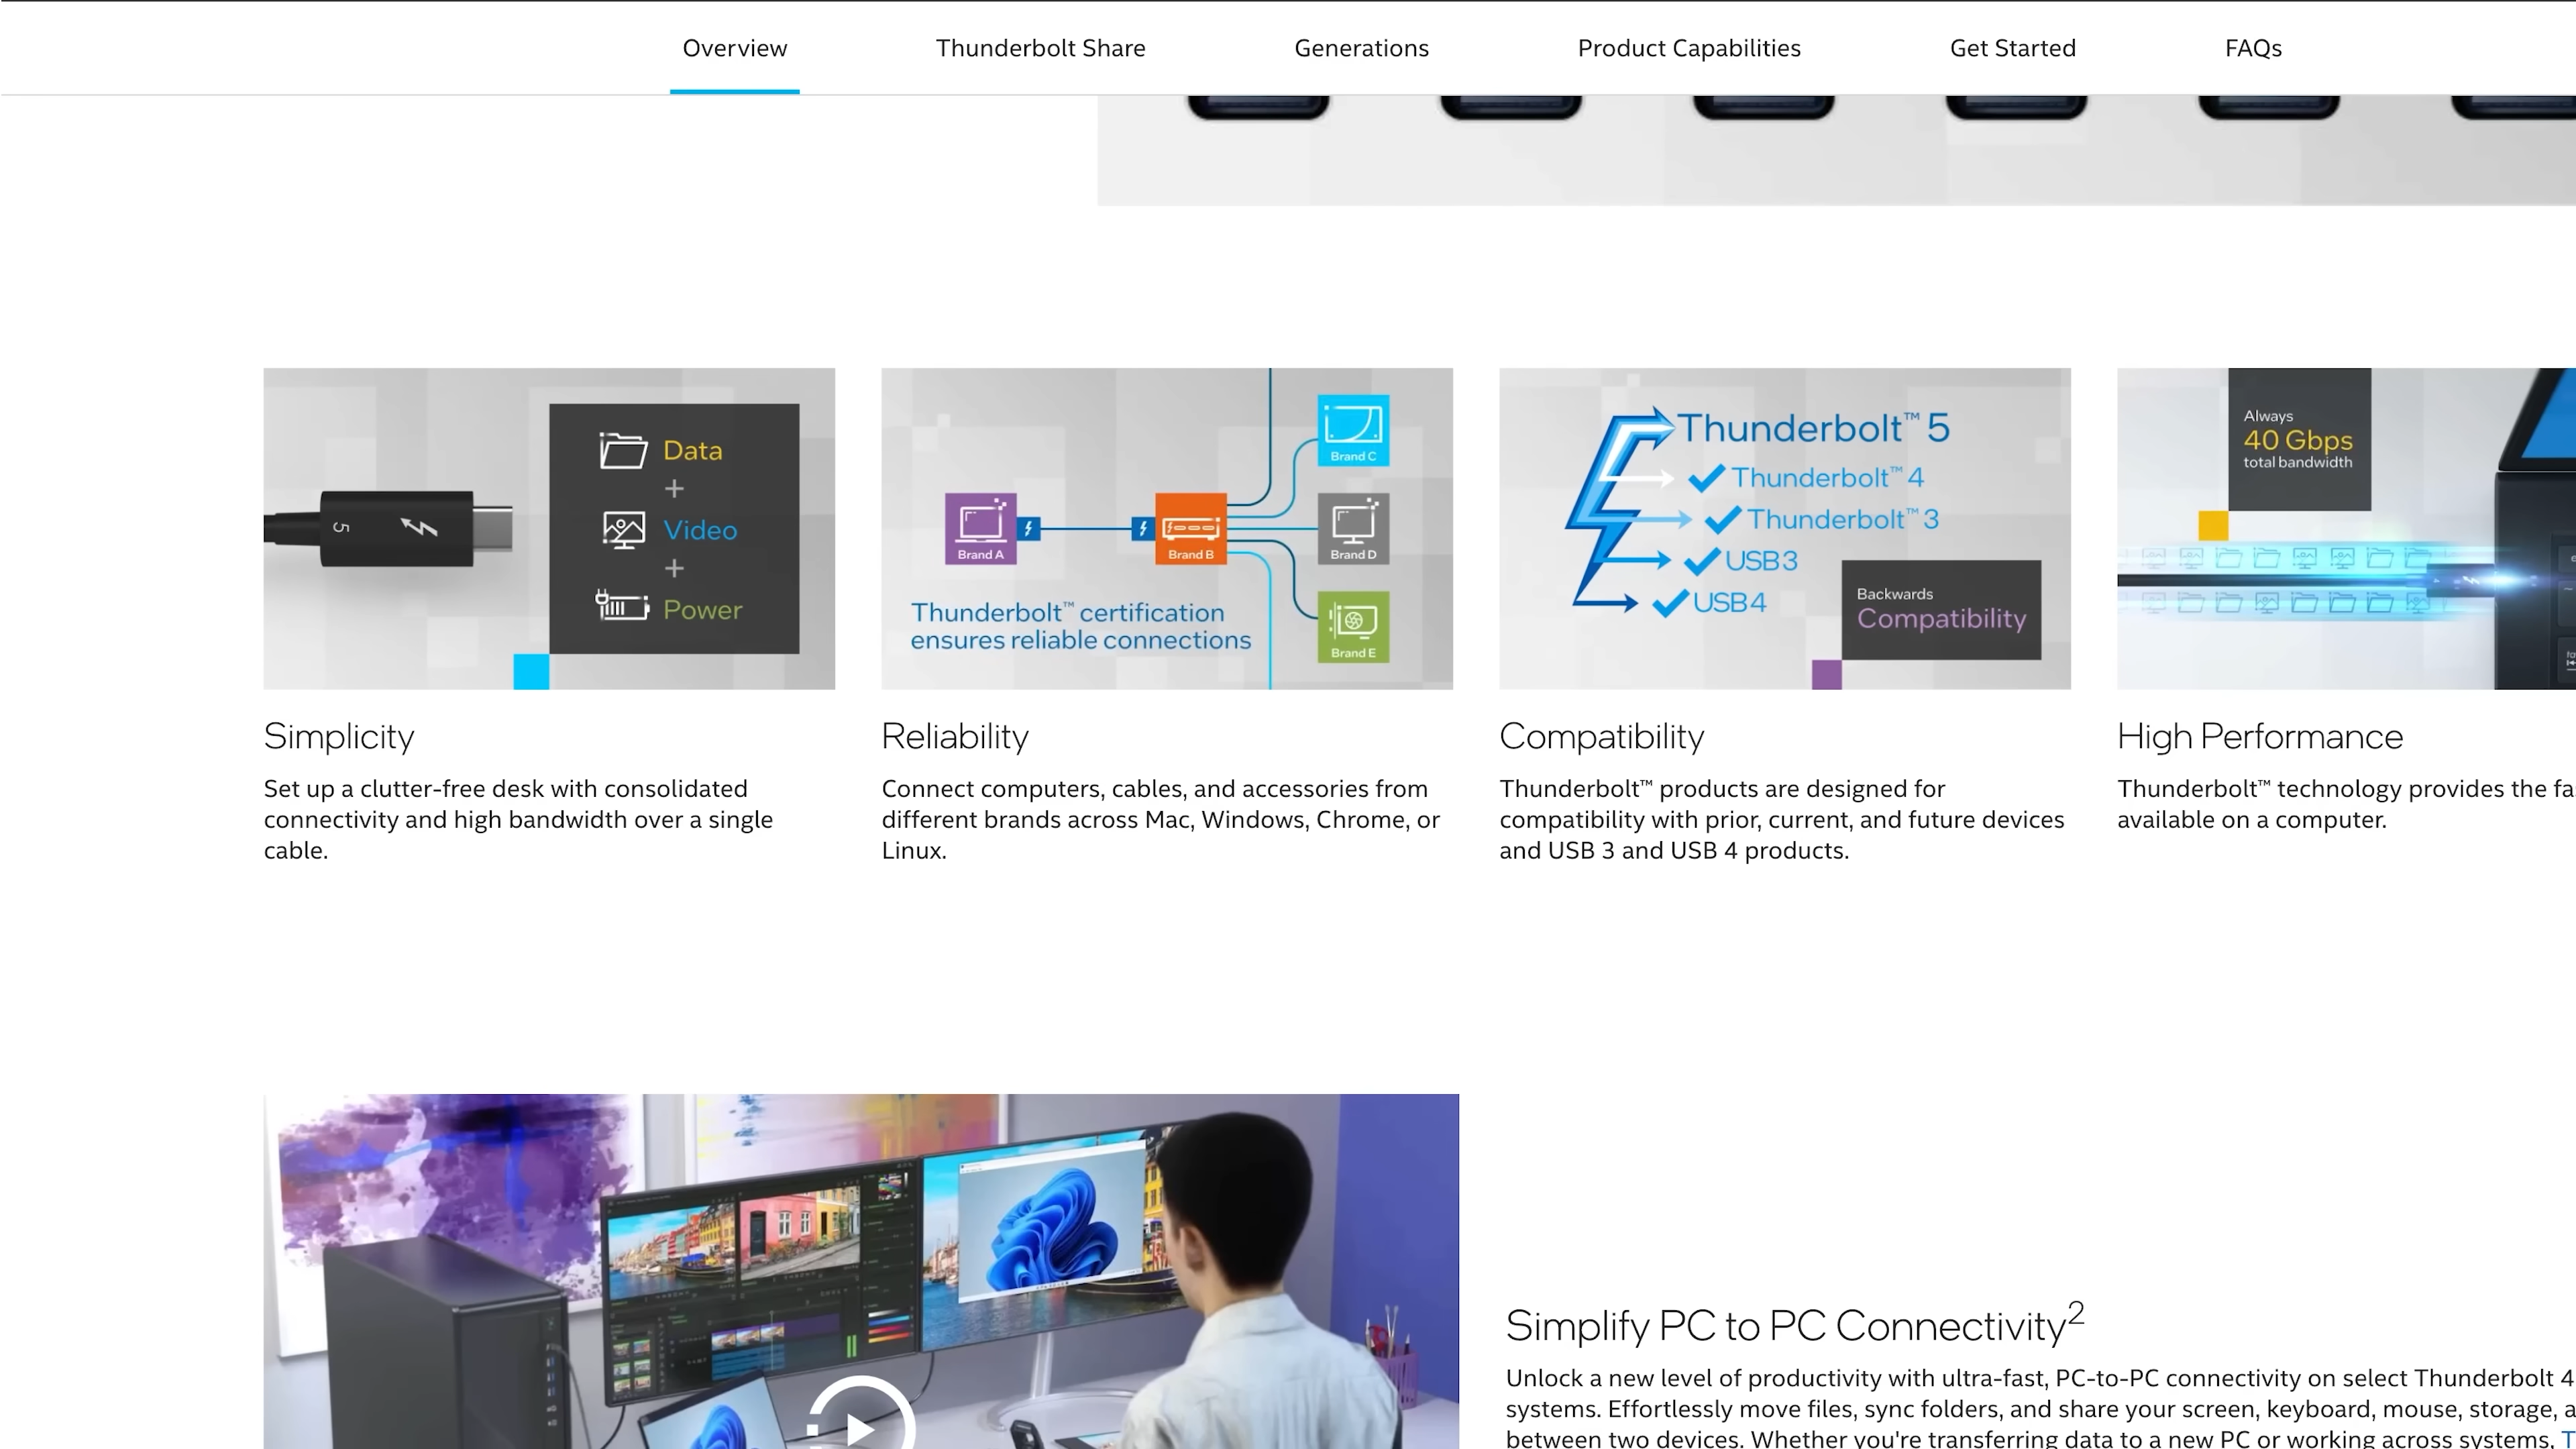 Overview
Thunderbolt Share
Generations
Product Capabilities
Get Started
FAQs
5
Data
+
Video
+
Power
Simplicity
Set up a clutter-free desk with consolidated
connectivity and high bandwidth over a single
cable.
Brand A
Brand B
Brand C
Brand D
Brand E
Thunderbolt™ certification
ensures reliable connections
Reliability
Connect computers, cables, and accessories from
different brands across Mac, Windows, Chrome, or
Linux.
Thunderbolt™ 5
Thunderbolt™ 4
Thunderbolt™ 3
USB3
USB4
Backwards
Compatibility
Compatibility
Thunderbolt™ products are designed for
compatibility with prior, current, and future devices
and USB 3 and USB 4 products.
Always
40 Gbps
total bandwidth
High Performance
Thunderbolt™ technology provides the fa
available on a computer.
Simplify PC to PC Connectivity²
Unlock a new level of productivity with ultra-fast, PC-to-PC connectivity on select Thunderbolt 4
systems. Effortlessly move files, sync folders, and share your screen, keyboard, mouse, storage, a
between two devices. Whether you're transferring data to a new PC or working across systems. T